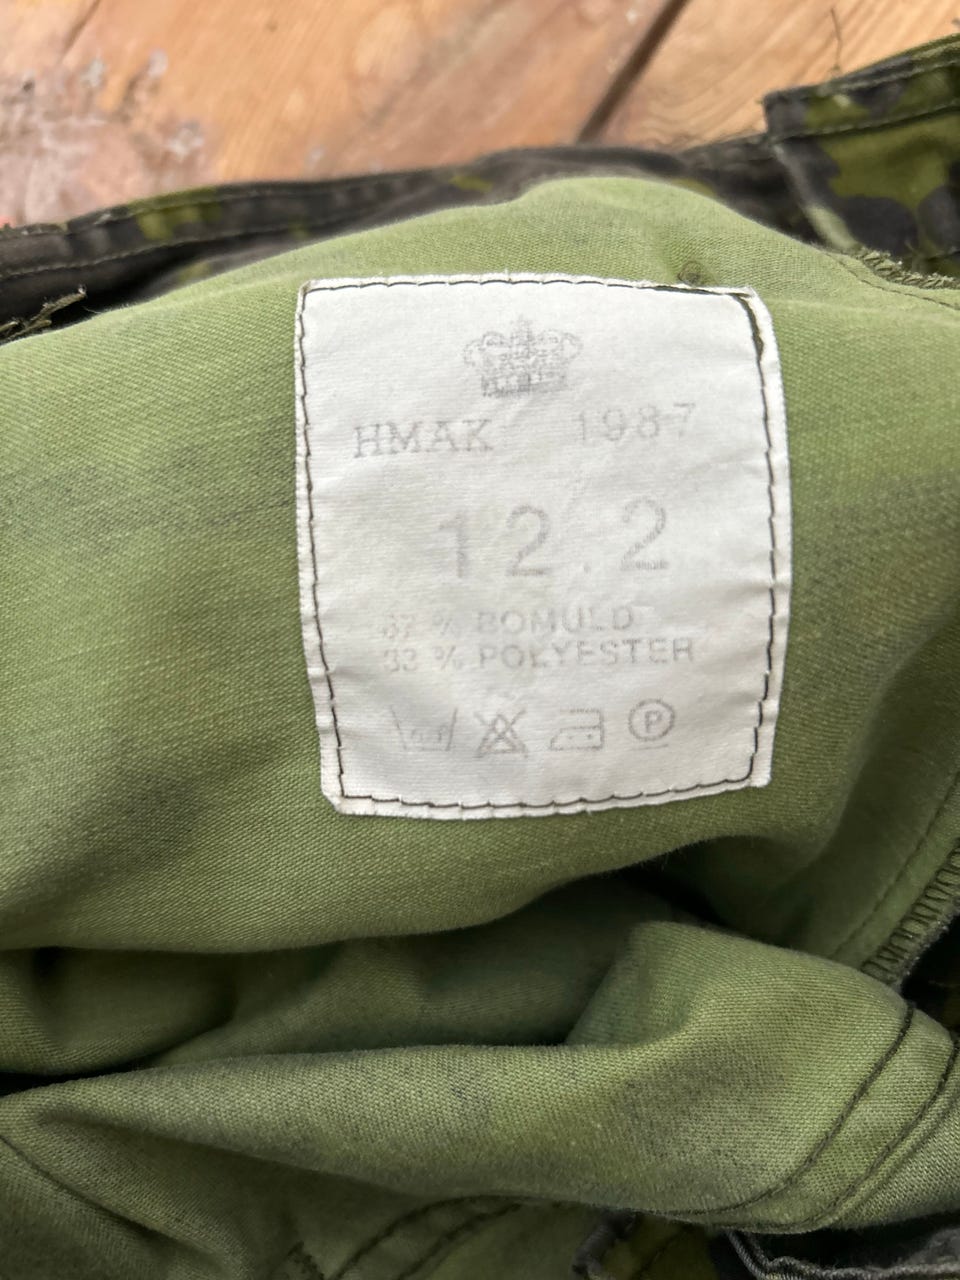 HMAK 1987
12.2
67 % BOMULD
33 % POLYESTER
P